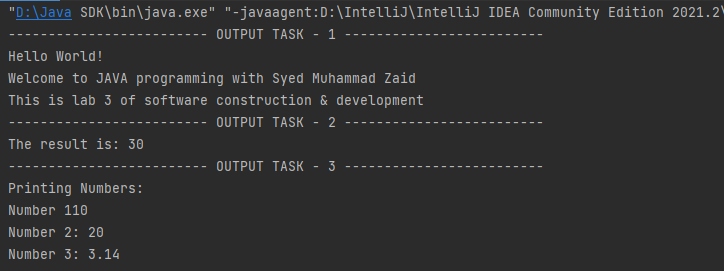 "D:\Java SDK\bin\java.exe" "-javaagent:D:\IntelliJ\IntelliJ IDEA Community Edition 2021.2\
------------------------- OUTPUT TASK - 1 -------------------------
Hello World!
Welcome to JAVA programming with Syed Muhammad Zaid
This is lab 3 of software construction & development
------------------------- OUTPUT TASK - 2 -------------------------
The result is: 30
------------------------- OUTPUT TASK - 3 -------------------------
Printing Numbers:
Number 110
Number 2: 20
Number 3: 3.14